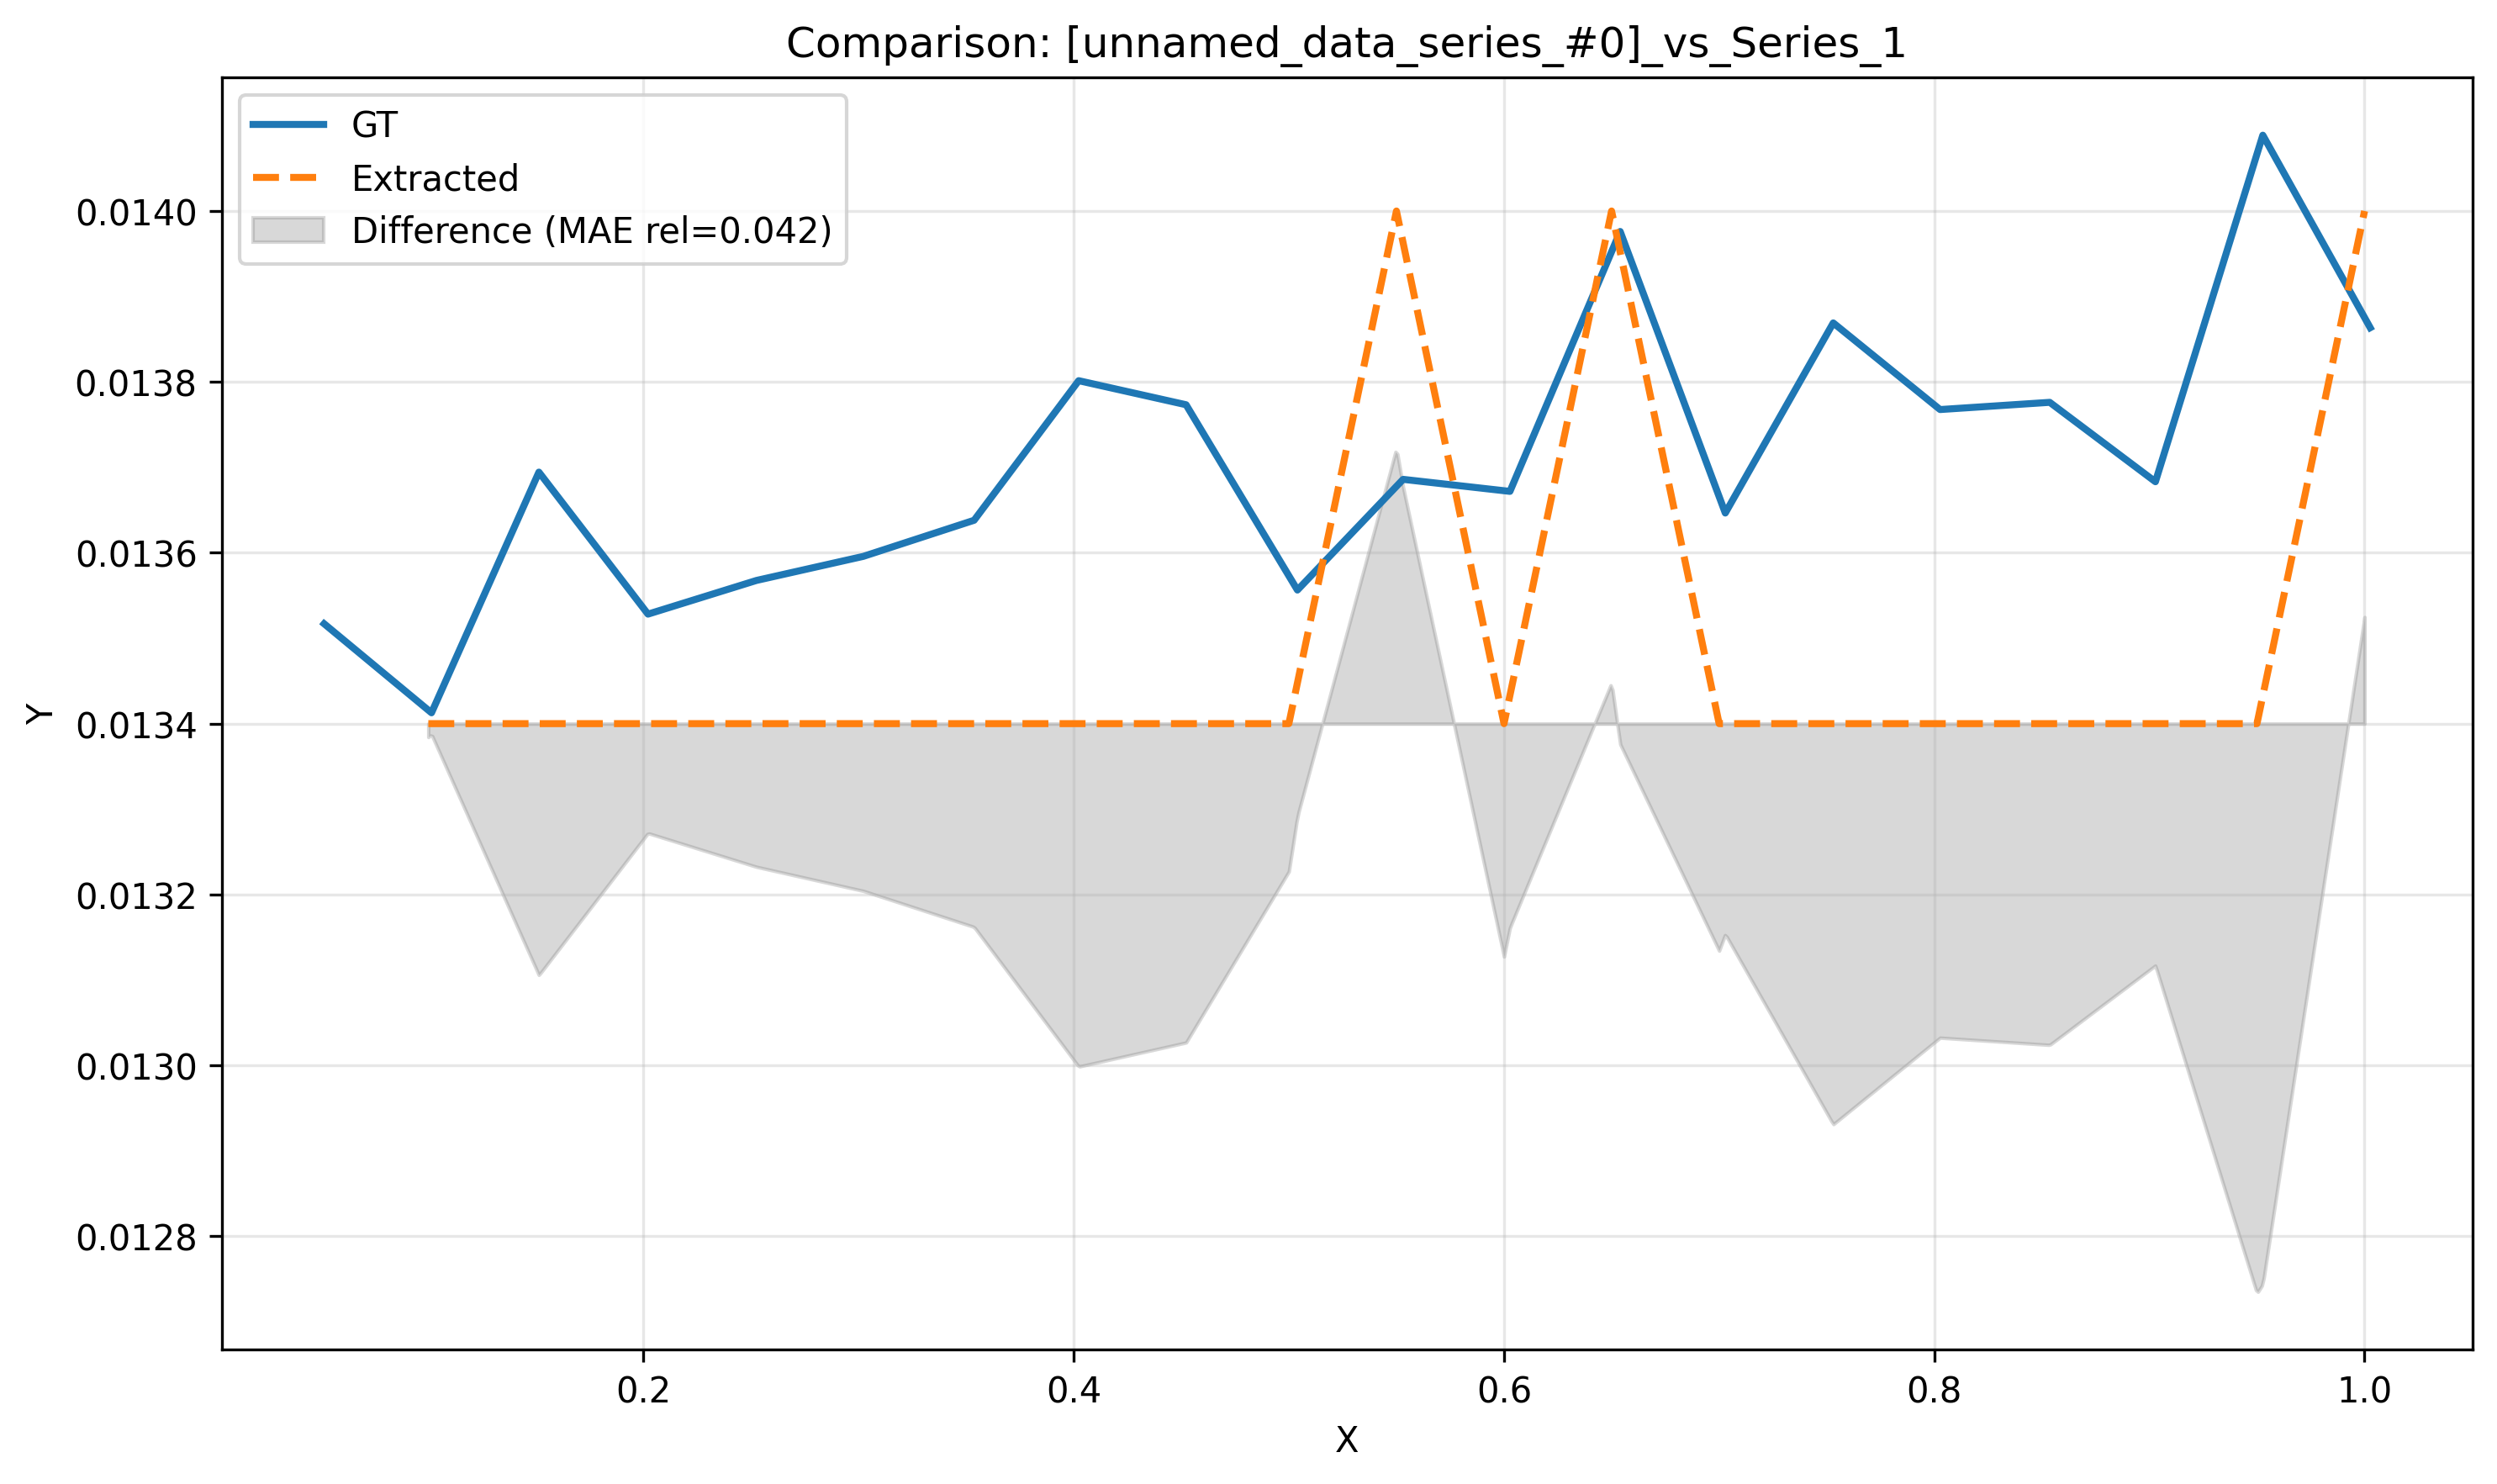 Comparison: [unnamed_data_series_#0]_vs_Series_1
GT
Extracted
Difference (MAE rel=0.042)
0.0140
0.0138
0.0136
0.0134
0.0132
0.0130
0.0128
Y
0.2
0.4
0.6
0.8
1.0
X